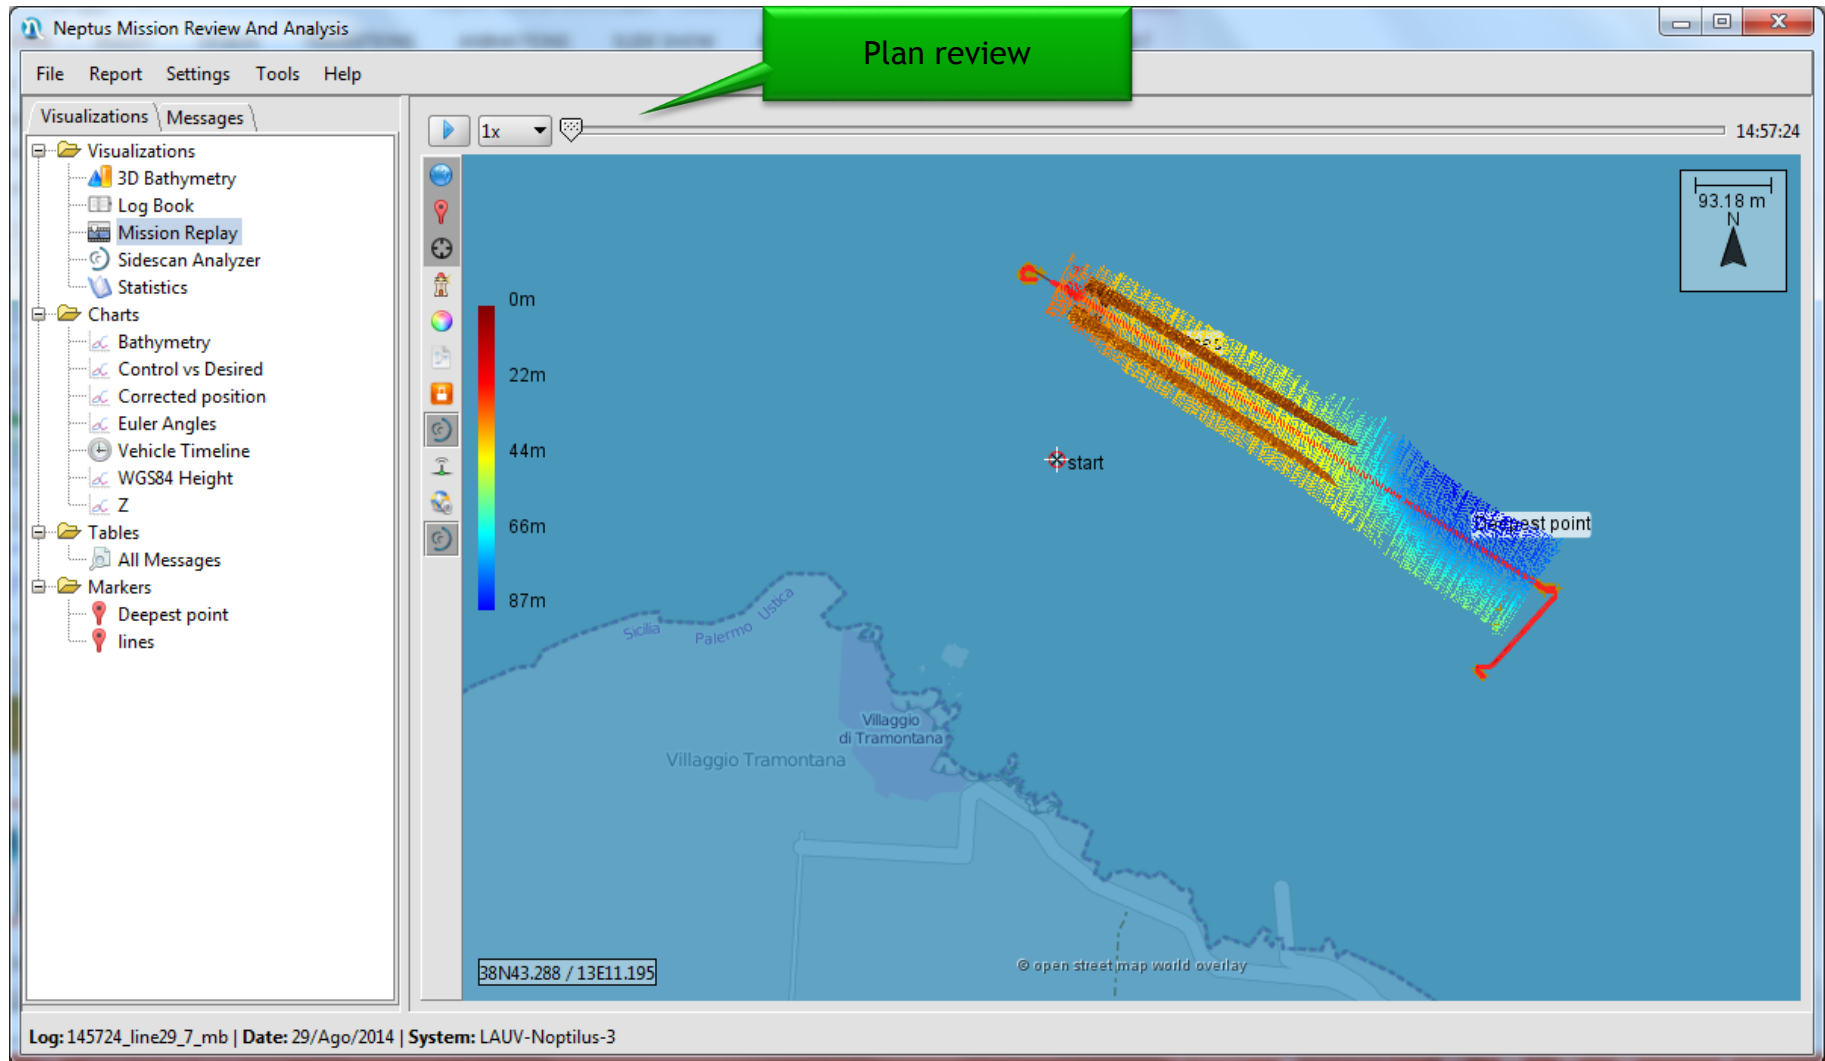 Neptus Mission Review And Analysis
Plan review
File Report Settings Tools Help
Visualizations Messages
1x
14:57:24
Visualizations
3D Bathymetry
Log Book
Mission Replay
Sidescan Analyzer
Statistics
Charts
Bathymetry
Control vs Desired
Corrected position
Euler Angles
Vehicle Timeline
WGS84 Height
Z
Tables
All Messages
Markers
Deepest point
lines
93.18 m
N
0m
22m
44m
66m
87m
start
Deepest point
Sicilia
Palermo
Ustica
Villaggio
di Tramontana
Villaggio Tramontana
38N43.288 / 13E11.195
© open street map world overlay
Log: 145724_line29_7_mb | Date: 29/Ago/2014 | System: LAUV-Noptilus-3